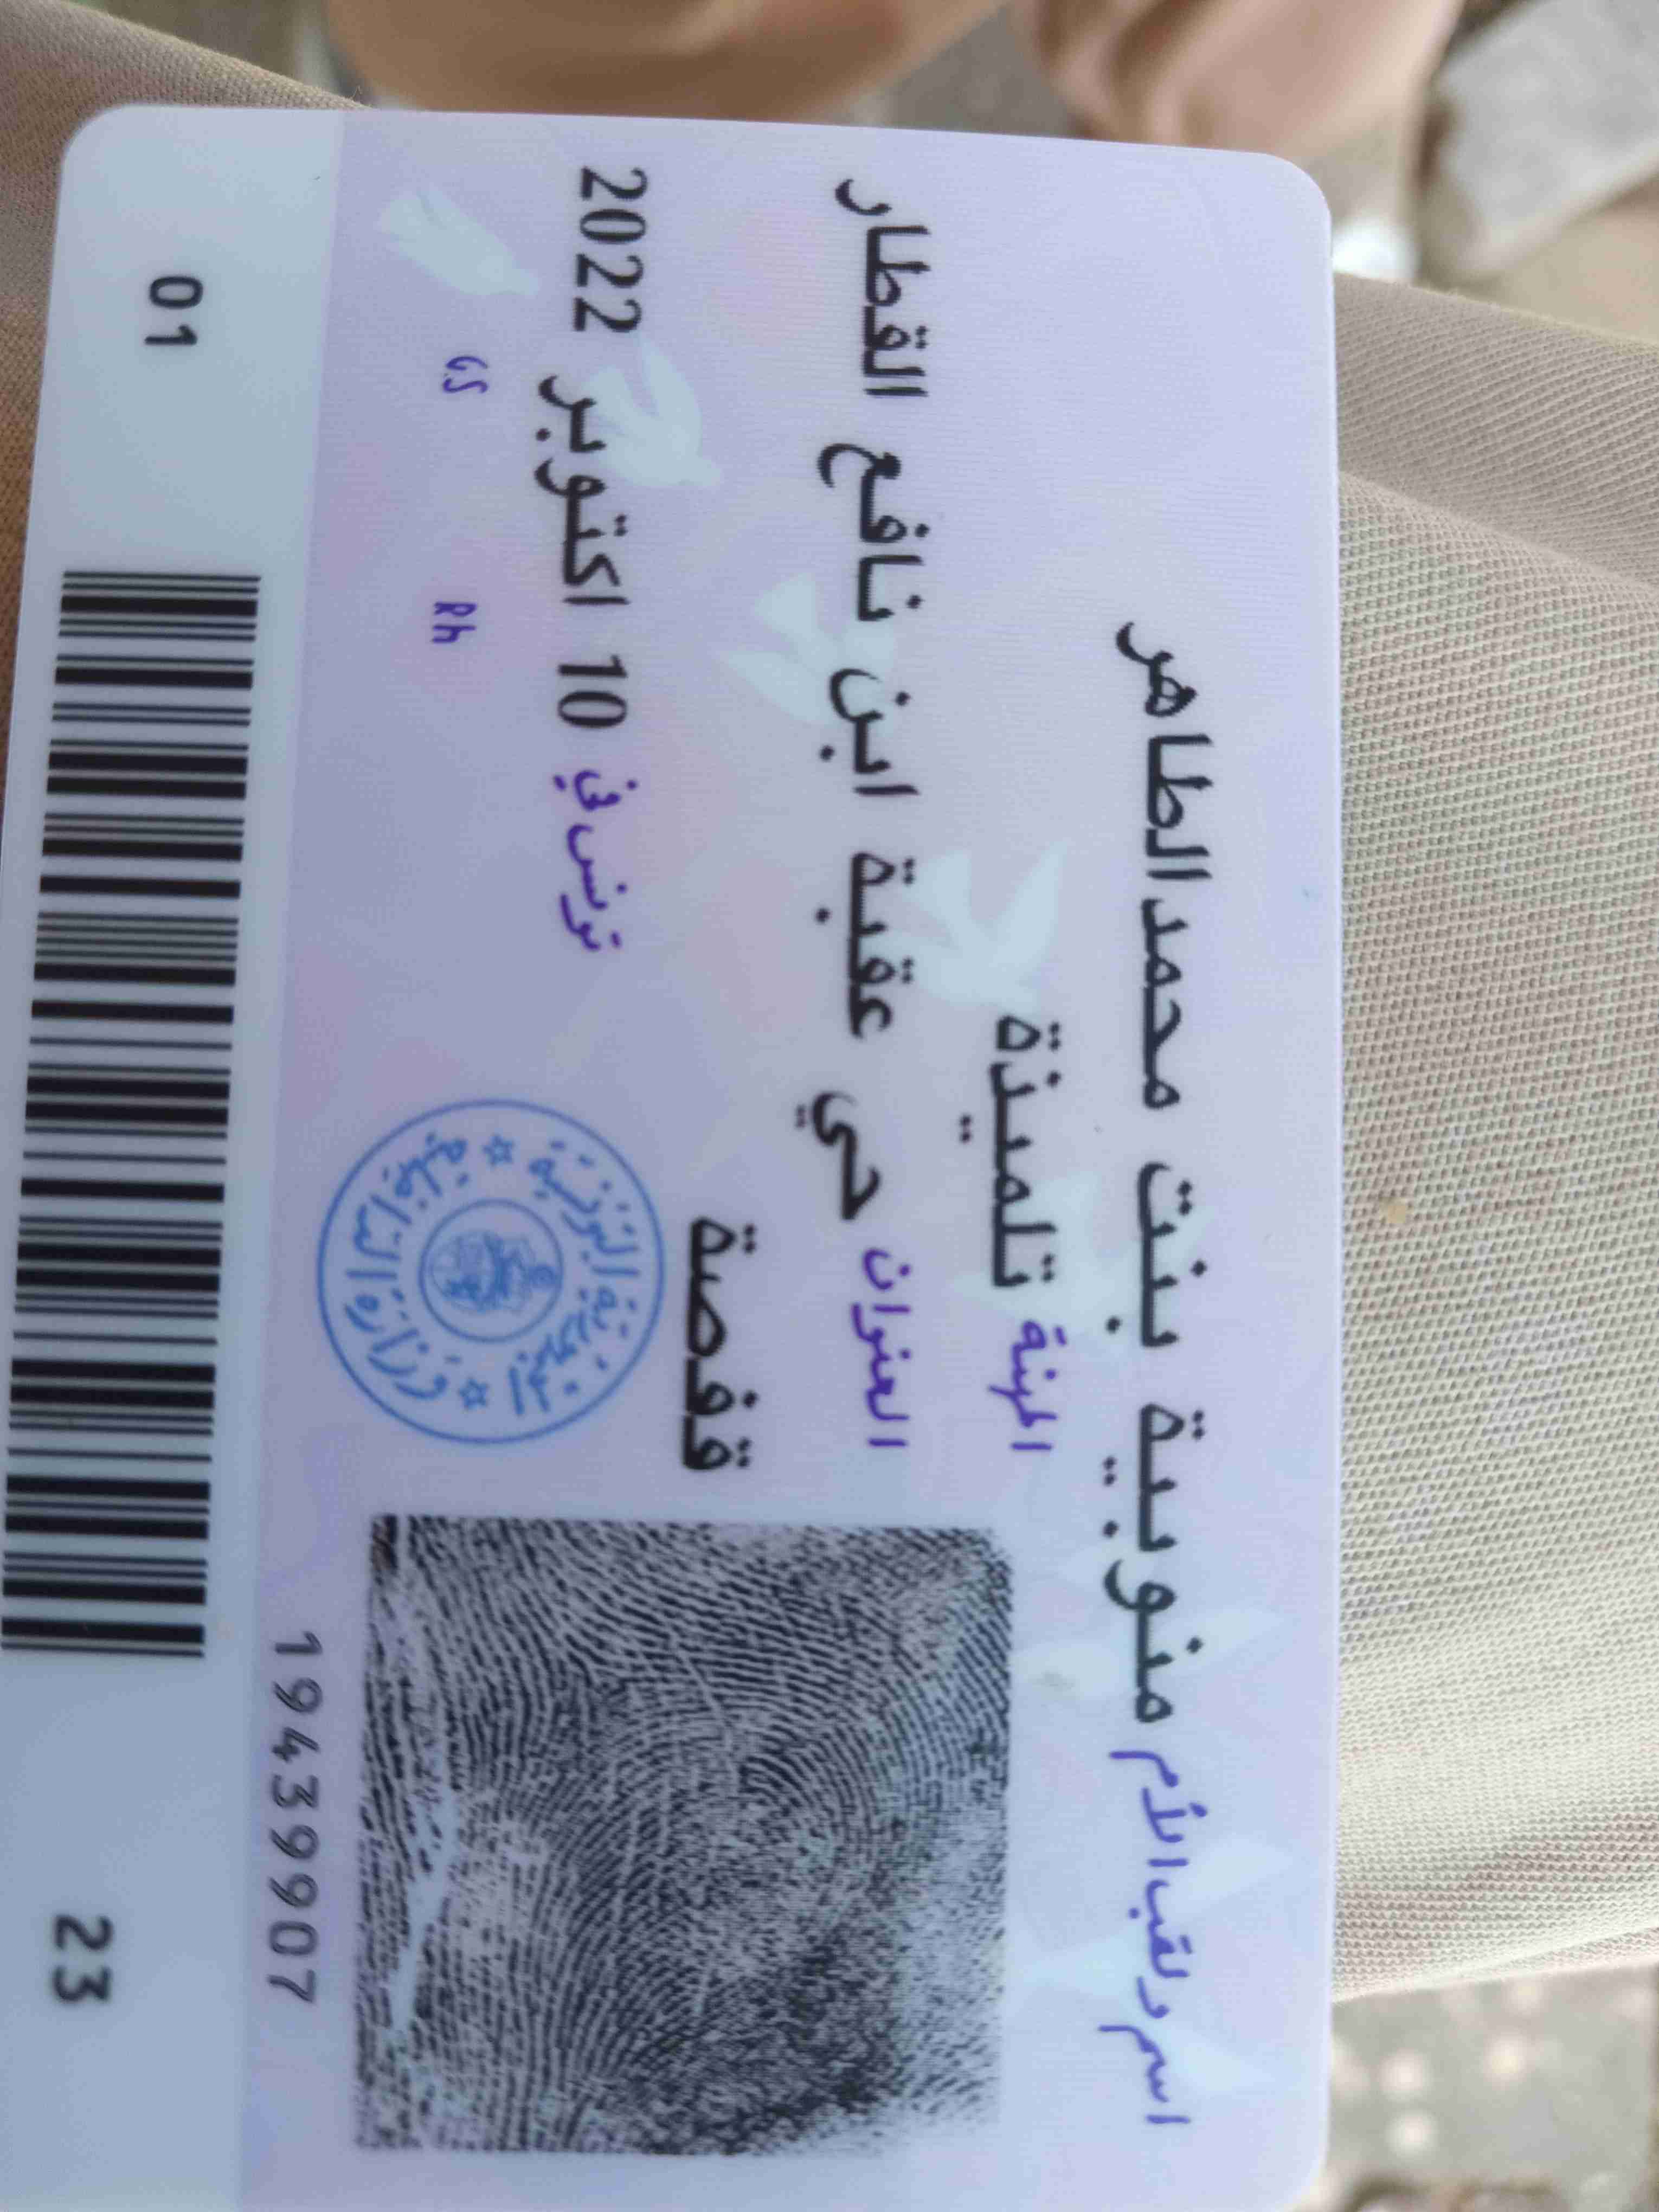 اسم ولقب الأم منوبية بنت محمد الطاهر
المهنة تلميذة
العنوان حي عقبة ابن نافع القطار
قفصة
تونس في 10 اكتوبر 2022
Rh GS
الجمهورية التونسية
وزارة الداخلية
19439907
23 01